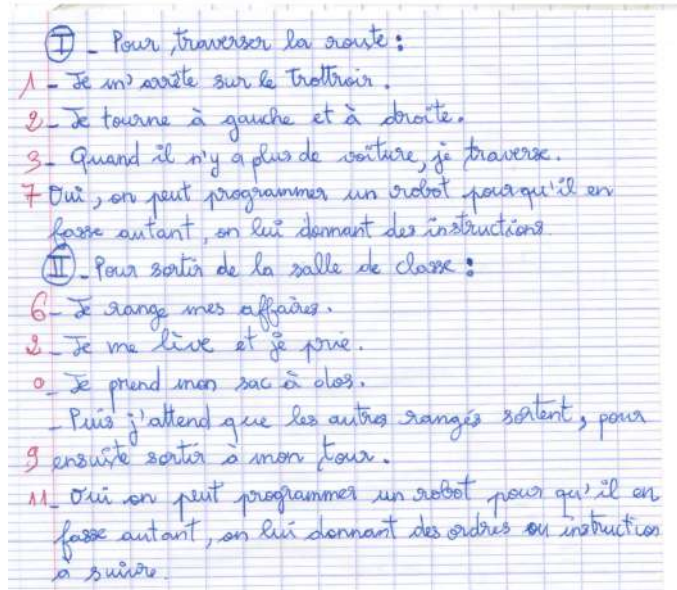 I - Pour traverser la route :
1 - Je m'arrête sur le trottroir.
2 - Je tourne à gauche et à droite.
3 - Quand il n'y a plus de voiture, je traverse.
7 Oui, on peut programmer un robot pour qu'il en
fasse autant, en lui donnant des instructions.
II - Pour sortir de la salle de classe :
6 - Je range mes affaires.
2 - Je me lève et je prie.
0 - Je prend mon sac à dos.
- Puis j'attend que les autres rangés sortent, pour
9 ensuite sortir à mon tour.
11 - Oui on peut programmer un robot pour qu'il en
fasse autant, en lui donnant des ordres ou instruction
à suivre.